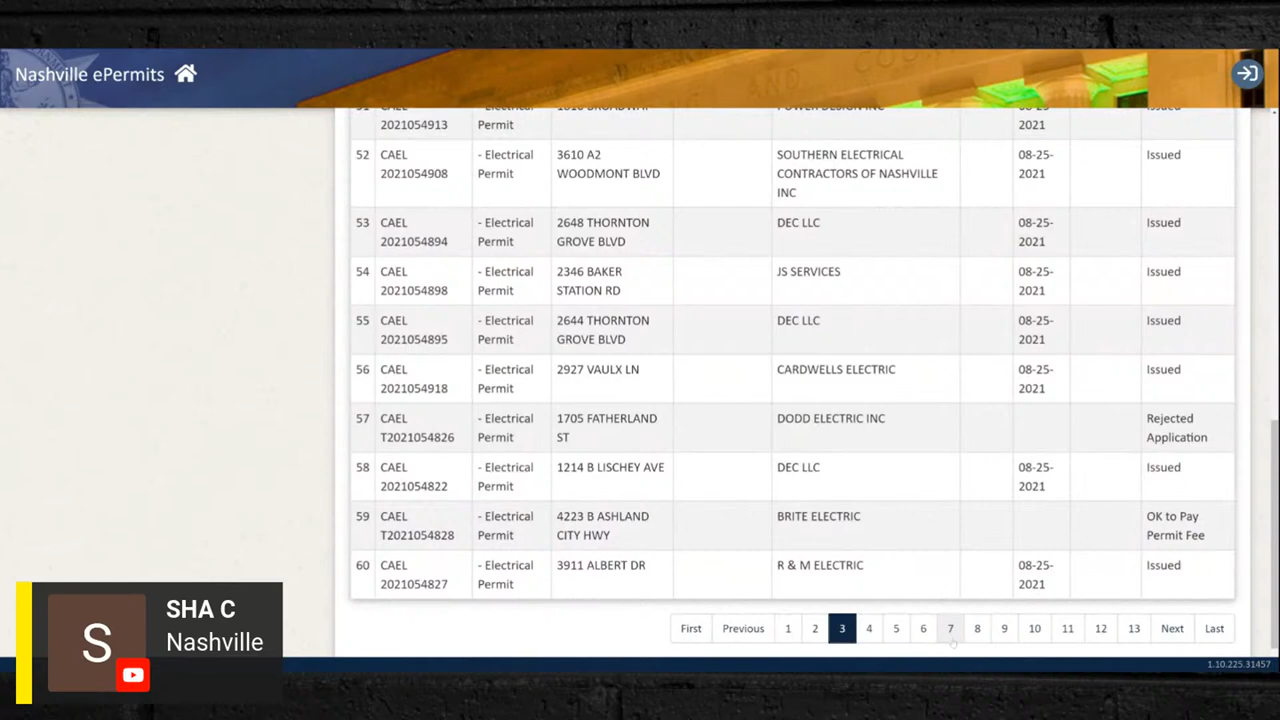 Nashville ePermits
2021054913 Permit 2021
52 CAEL - Electrical 3610 A2 SOUTHERN ELECTRICAL 08-25- Issued
2021054908 Permit WOODMONT BLVD CONTRACTORS OF NASHVILLE 2021
INC
53 CAEL - Electrical 2648 THORNTON DEC LLC 08-25- Issued
2021054894 Permit GROVE BLVD 2021
54 CAEL - Electrical 2346 BAKER JS SERVICES 08-25- Issued
2021054898 Permit STATION RD 2021
55 CAEL - Electrical 2644 THORNTON DEC LLC 08-25- Issued
2021054895 Permit GROVE BLVD 2021
56 CAEL - Electrical 2927 VAULX LN CARDWELLS ELECTRIC 08-25- Issued
2021054918 Permit 2021
57 CAEL - Electrical 1705 FATHERLAND DODD ELECTRIC INC Rejected
T2021054826 Permit ST Application
58 CAEL - Electrical 1214 B LISCHEY AVE DEC LLC 08-25- Issued
2021054822 Permit 2021
59 CAEL - Electrical 4223 B ASHLAND BRITE ELECTRIC OK to Pay
T2021054828 Permit CITY HWY Permit Fee
60 CAEL - Electrical 3911 ALBERT DR R & M ELECTRIC 08-25- Issued
2021054827 Permit 2021
First Previous 1 2 3 4 5 6 7 8 9 10 11 12 13 Next Last
1.10.225.31457
S
SHA C
Nashville